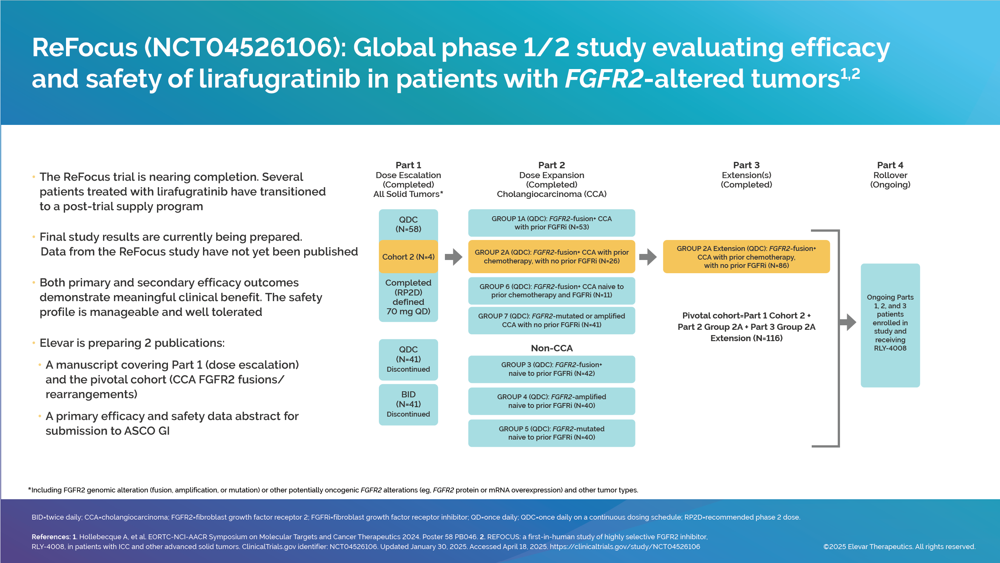 ReFocus (NCT04526106): Global phase 1/2 study evaluating efficacy
and safety of lirafugratinib in patients with FGFR2-altered tumors1,2
• The ReFocus trial is nearing completion. Several
patients treated with lirafugratinib have transitioned
to a post-trial supply program
• Final study results are currently being prepared.
Data from the ReFocus study have not yet been published
• Both primary and secondary efficacy outcomes
demonstrate meaningful clinical benefit. The safety
profile is manageable and well tolerated
• Elevar is preparing 2 publications:
• A manuscript covering Part 1 (dose escalation)
and the pivotal cohort (CCA FGFR2 fusions/
rearrangements)
• A primary efficacy and safety data abstract for
submission to ASCO GI
Part 1
Dose Escalation
(Completed)
All Solid Tumors*
QDC
(N=58)
Cohort 2 (N=4)
Completed
(RP2D)
defined
70 mg QD)
QDC
(N=41)
Discontinued
BID
(N=41)
Discontinued
Part 2
Dose Expansion
(Completed)
Cholangiocarcinoma (CCA)
GROUP 1A (QDC): FGFR2-fusion+ CCA
with prior FGFRi (N=53)
GROUP 2A (QDC): FGFR2-fusion+ CCA with prior
chemotherapy, with no prior FGFRi (N=26)
GROUP 6 (QDC): FGFR2-fusion+ CCA naive to
prior chemotherapy and FGFRi (N=11)
GROUP 7 (QDC): FGFR2-mutated or amplified
CCA with no prior FGFRi (N=41)
Non-CCA
GROUP 3 (QDC): FGFR2-fusion+
naive to prior FGFRi (N=42)
GROUP 4 (QDC): FGFR2-amplified
naive to prior FGFRi (N=40)
GROUP 5 (QDC): FGFR2-mutated
naive to prior FGFRi (N=40)
Part 3
Extension(s)
(Completed)
GROUP 2A Extension (QDC): FGFR2-fusion+
CCA with prior chemotherapy,
with no prior FGFRi (N=86)
Pivotal cohort=Part 1 Cohort 2 +
Part 2 Group 2A + Part 3 Group 2A
Extension (N=116)
Part 4
Rollover
(Ongoing)
Ongoing Parts
1, 2, and 3
patients
enrolled in
study and
receiving
RLY-4008
*Including FGFR2 genomic alteration (fusion, amplification, or mutation) or other potentially oncogenic FGFR2 alterations (eg, FGFR2 protein or mRNA overexpression) and other tumor types.
BID=twice daily; CCA=cholangiocarcinoma; FGFR2=fibroblast growth factor receptor 2; FGFRi=fibroblast growth factor receptor inhibitor; QD=once daily; QDC=once daily on a continuous dosing schedule; RP2D=recommended phase 2 dose.
References: 1. Hollebecque A, et al. EORTC-NCI-AACR Symposium on Molecular Targets and Cancer Therapeutics 2024. Poster 58 PB046. 2. REFOCUS: a first-in-human study of highly selective FGFR2 inhibitor,
RLY-4008, in patients with ICC and other advanced solid tumors. ClinicalTrials.gov identifier: NCT04526106. Updated January 30, 2025. Accessed April 18, 2025. https://clinicaltrials.gov/study/NCT04526106
©2025 Elevar Therapeutics. All rights reserved.